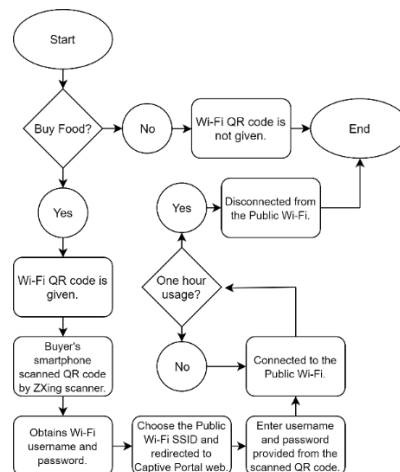 Start
Buy Food?
No
Wi-Fi QR code is
not given.
End
Yes
Wi-Fi QR code is
given.
Buyer's
smartphone
scanned QR code
by ZXing scanner.
Obtains Wi-Fi
username and
password.
Choose the Public
Wi-Fi SSID and
redirected to
Captive Portal web.
Enter username
and password
provided from the
scanned QR code.
Connected to the
Public Wi-Fi.
One hour
usage?
No
Yes
Disconnected from
the Public Wi-Fi.